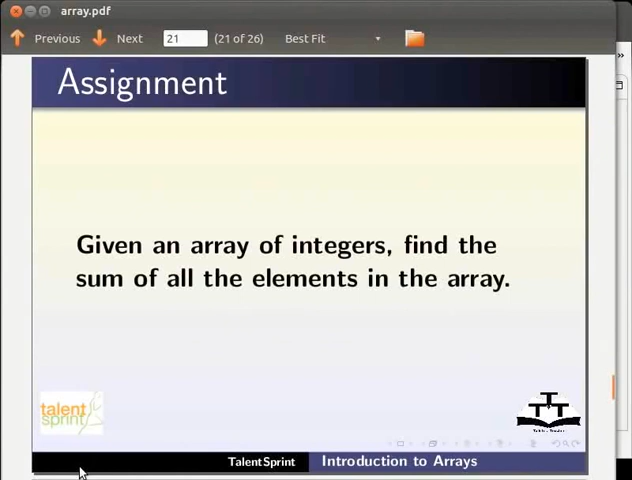 array.pdf
Previous Next 21 (21 of 26) Best Fit
»
Assignment
Given an array of integers, find the
sum of all the elements in the array.
talent
sprint
TalentSprint Introduction to Arrays